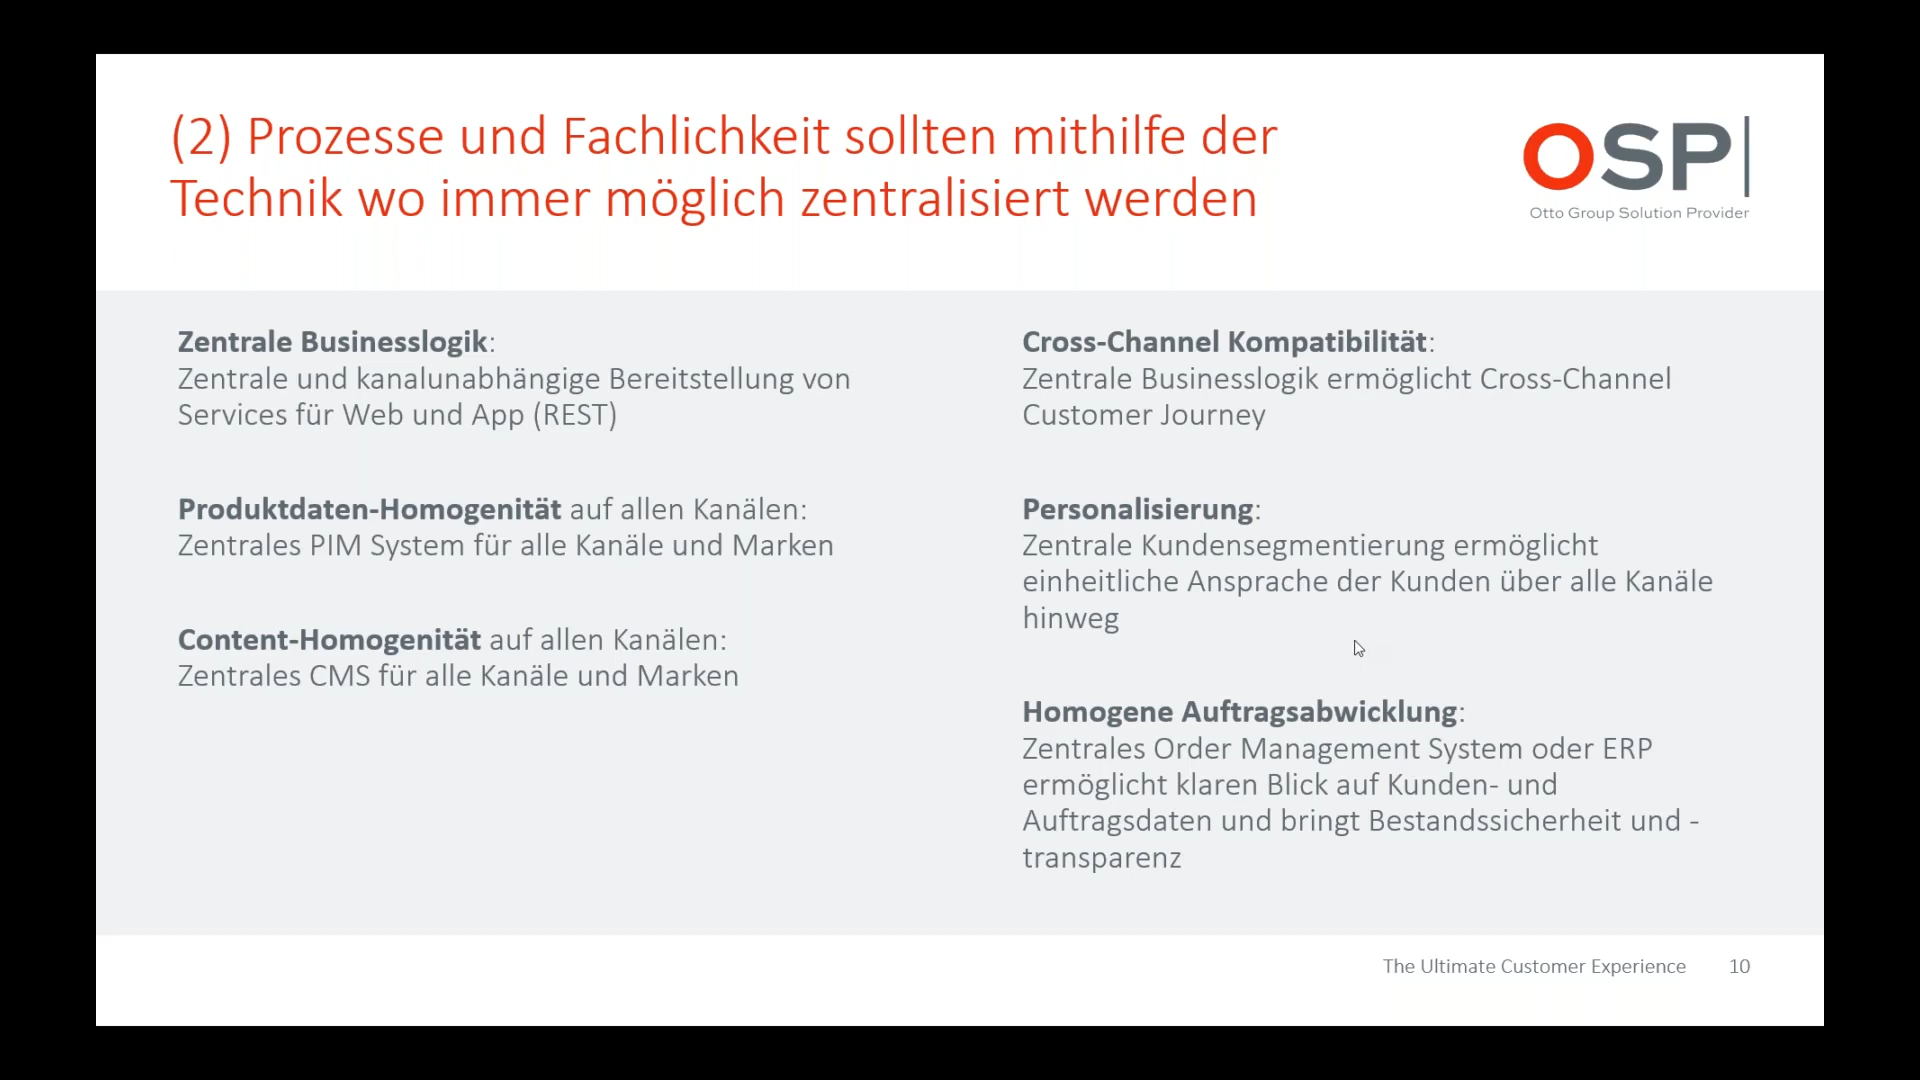 (2) Prozesse und Fachlichkeit sollten mithilfe der
Technik wo immer möglich zentralisiert werden
OSP
Otto Group Solution Provider
Zentrale Businesslogik:
Zentrale und kanalunabhängige Bereitstellung von
Services für Web und App (REST)
Produktdaten-Homogenität auf allen Kanälen:
Zentrales PIM System für alle Kanäle und Marken
Content-Homogenität auf allen Kanälen:
Zentrales CMS für alle Kanäle und Marken
Cross-Channel Kompatibilität:
Zentrale Businesslogik ermöglicht Cross-Channel
Customer Journey
Personalisierung:
Zentrale Kundensegmentierung ermöglicht
einheitliche Ansprache der Kunden über alle Kanäle
hinweg
Homogene Auftragsabwicklung:
Zentrales Order Management System oder ERP
ermöglicht klaren Blick auf Kunden- und
Auftragsdaten und bringt Bestandssicherheit und -
transparenz
The Ultimate Customer Experience 10